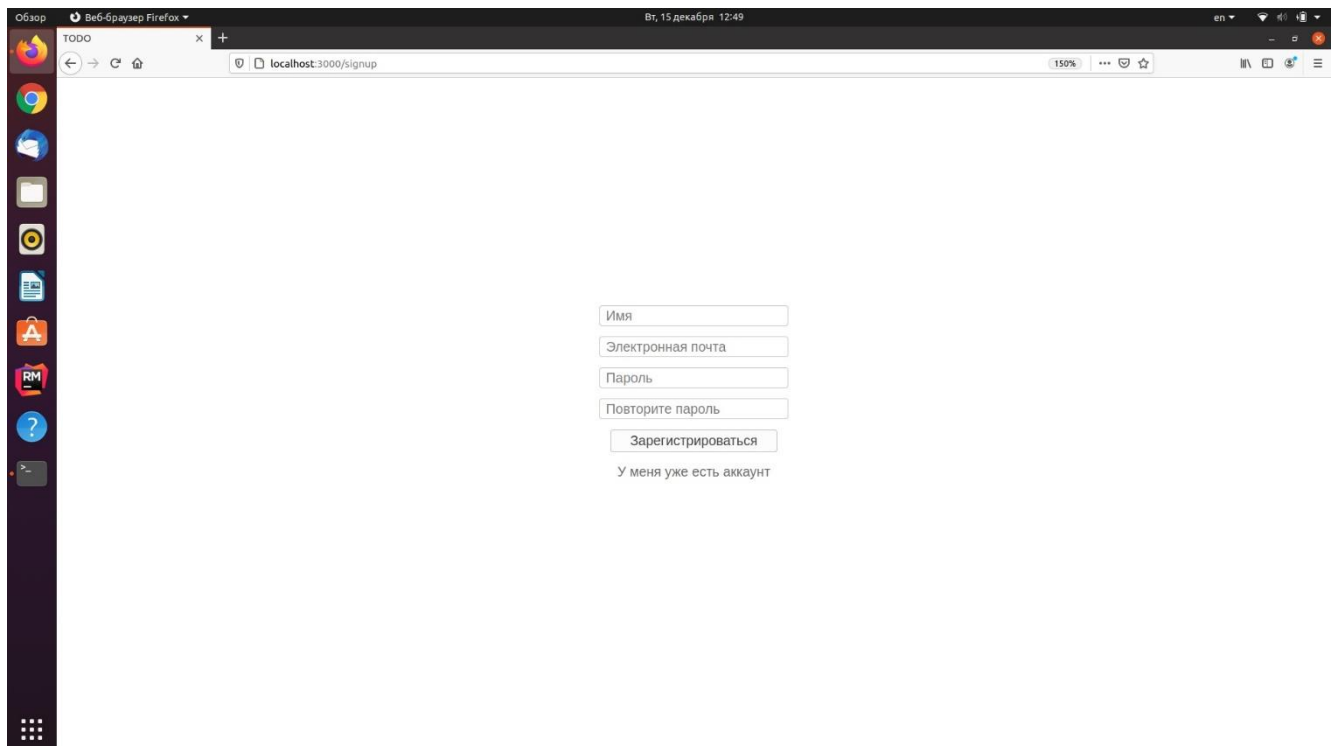 Обзор Веб-браузер Firefox Вт, 15 декабря 12:49 en
TODO
localhost:3000/signup 150%
Имя
Электронная почта
Пароль
Повторите пароль
Зарегистрироваться
У меня уже есть аккаунт
RM